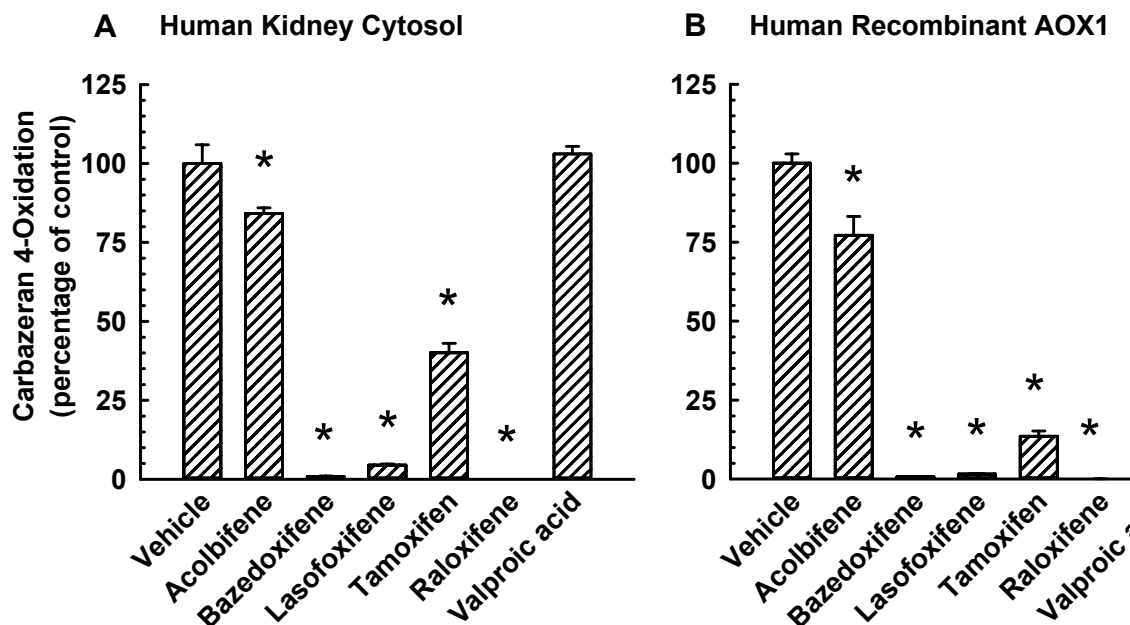 A Human Kidney Cytosol
B Human Recombinant AOX1
Carbazeran 4-Oxidation
(percentage of control)
125
100
75
50
25
0
*
*
*
*
*
Vehicle
Acolbifene
Bazedoxifene
Lasofoxifene
Tamoxifen
Raloxifene
Valproic acid
125
100
75
50
25
0
*
*
*
*
*
Vehicle
Acolbifene
Bazedoxifene
Lasofoxifene
Tamoxifen
Raloxifene
Valproic